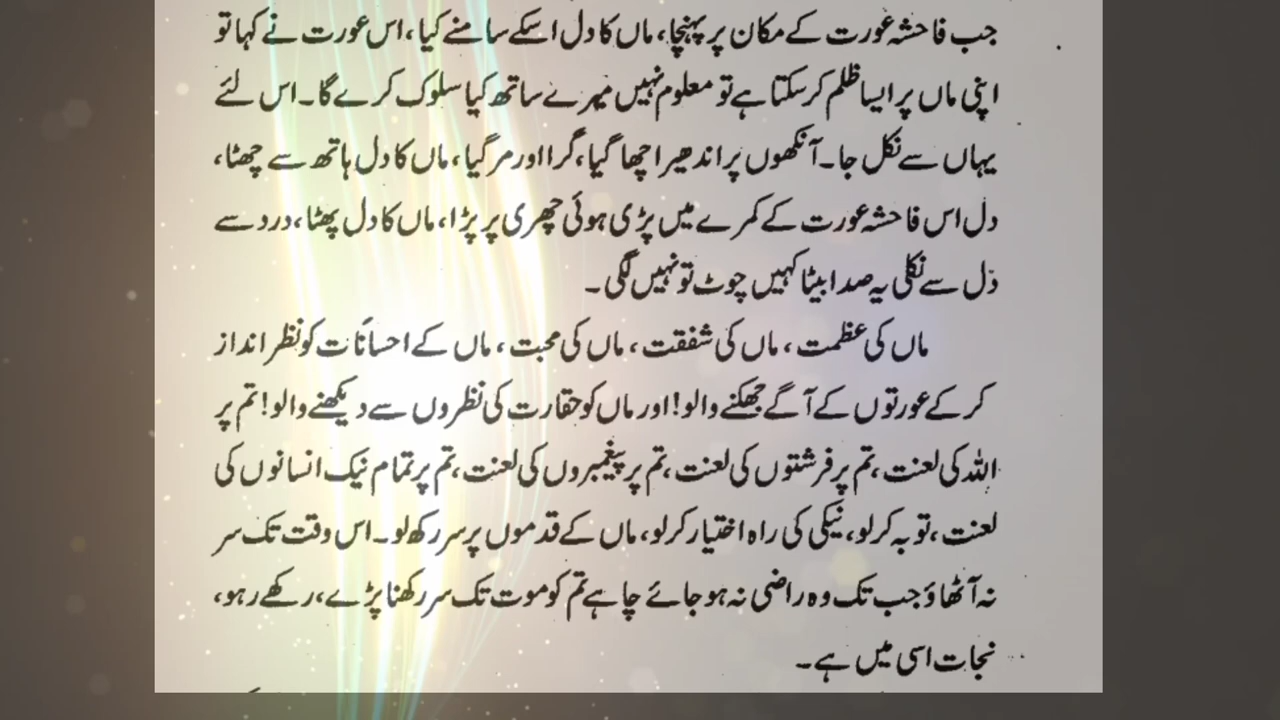 جب فاحشہ عورت کے مکان پر پہنچا، ماں کا دل اسکے سامنے کیا، اس عورت نے کہا تو
اپنی ماں پر ایسا ظلم کر سکتا ہے تو معلوم نہیں میرے ساتھ کیا سلوک کرے گا۔ اس لئے
یہاں سے نکل جا۔ آنکھوں پر اندھیرا چھا گیا، گرا اور مر گیا، ماں کا دل ہاتھ سے چھٹا،
دل اس فاحشہ عورت کے کمرے میں پڑی ہوئی چھری پر پڑا، ماں کا دل پھٹا، درد سے
دل سے نکلی یہ صدا بیٹا کہیں چوٹ تو نہیں لگی۔
ماں کی عظمت، ماں کی شفقت، ماں کی محبت، ماں کے احسانات کو نظر انداز
کر کے عورتوں کے آگے جھکنے والو! اور ماں کو حقارت کی نظروں سے دیکھنے والو! تم پر
اللہ کی لعنت، تم پر فرشتوں کی لعنت، تم پر پیغمبروں کی لعنت، تم پر تمام نیک انسانوں کی
لعنت، توبہ کر لو، نیکی کی راہ اختیار کر لو، ماں کے قدموں پر سر رکھ لو۔ اس وقت تک سر
نہ آٹھاؤ جب تک وہ راضی نہ ہو جائے چاہے تم کو موت تک سر رکھنا پڑے، رکھے رہو،
نجات اسی میں ہے۔